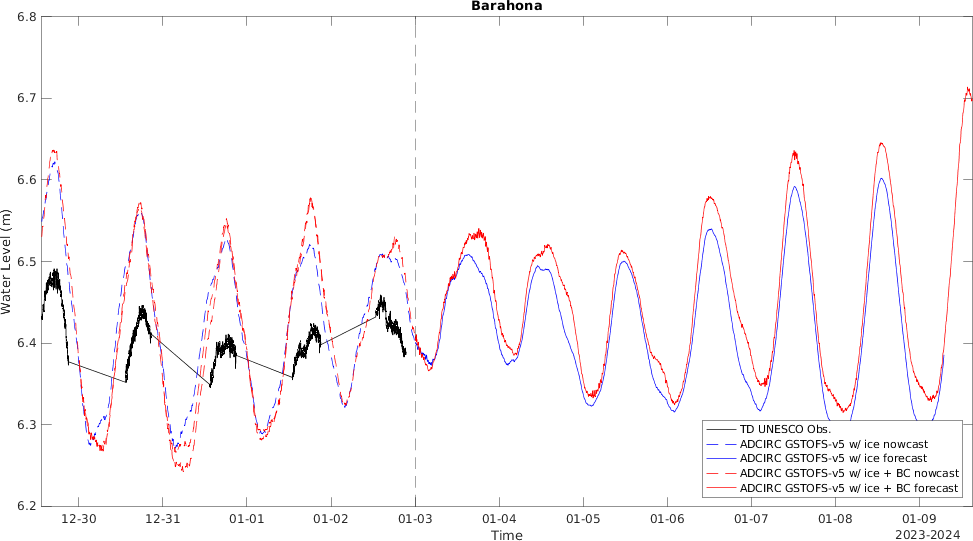 Barahona
6.8
6.7
6.6
6.5
6.4
6.3
6.2
Water Level (m)
TD UNESCO Obs.
ADCIRC GSTOFS-v5 w/ ice nowcast
ADCIRC GSTOFS-v5 w/ ice forecast
ADCIRC GSTOFS-v5 w/ ice + BC nowcast
ADCIRC GSTOFS-v5 w/ ice + BC forecast
12-30 12-31 01-01 01-02 01-03 01-04 01-05 01-06 01-07 01-08 01-09
Time 2023-2024